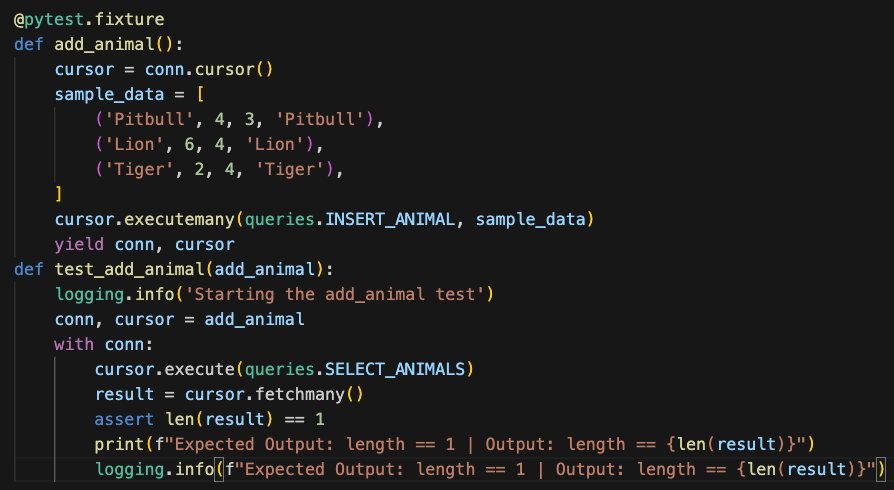 @pytest.fixture
def add_animal():
    cursor = conn.cursor()
    sample_data = [
        ('Pitbull', 4, 3, 'Pitbull'),
        ('Lion', 6, 4, 'Lion'),
        ('Tiger', 2, 4, 'Tiger'),
    ]
    cursor.executemany(queries.INSERT_ANIMAL, sample_data)
    yield conn, cursor
def test_add_animal(add_animal):
    logging.info('Starting the add_animal test')
    conn, cursor = add_animal
    with conn:
        cursor.execute(queries.SELECT_ANIMALS)
        result = cursor.fetchmany()
        assert len(result) == 1
        print(f"Expected Output: length == 1 | Output: length == {len(result)}")
        logging.info(f"Expected Output: length == 1 | Output: length == {len(result)}")